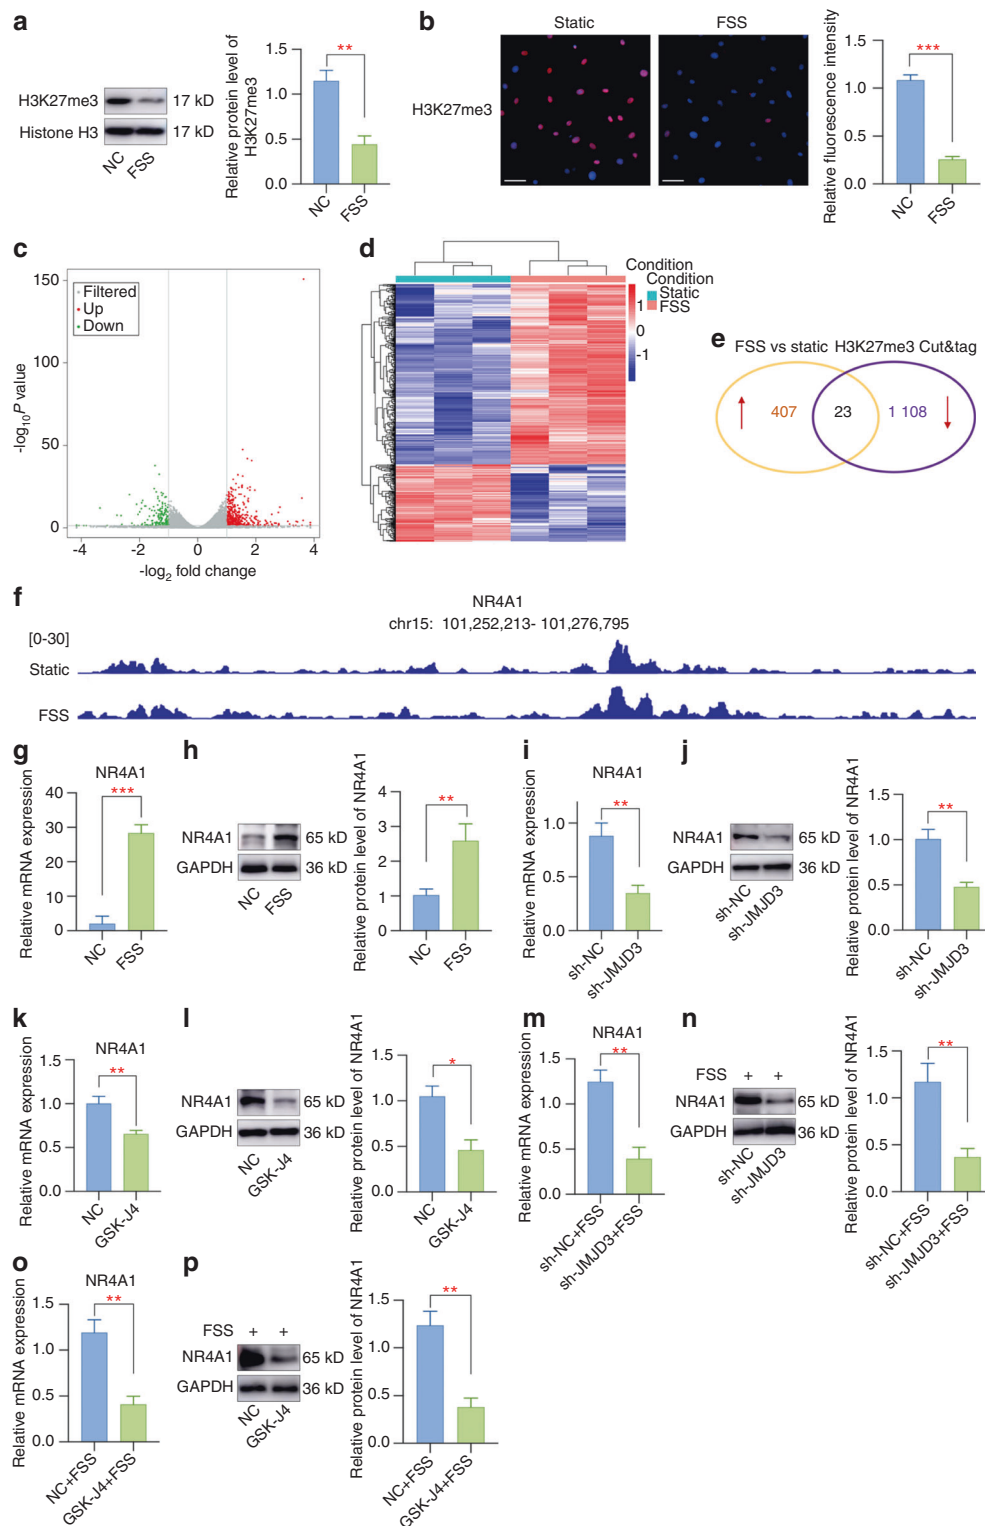 a
H3K27me3
17 kD
Histone H3
17 kD
NC
FSS
Relative protein level of
H3K27me3
1.5
1.0
0.5
0.0
**
NC
FSS
b
Static
FSS
H3K27me3
Relative fluorescence intensity
1.5
1.0
0.5
0.0
***
NC
FSS
c
-log10P value
150
100
50
0
Filtered
Up
Down
-4
-2
0
2
4
-log2 fold change
d
Condition
Condition
Static
FSS
1
0
-1
e
FSS vs static
H3K27me3 Cut&tag
407
23
1 108
f
NR4A1
chr15: 101,252,213- 101,276,795
[0-30]
Static
FSS
g
NR4A1
Relative mRNA expression
40
30
20
10
0
***
NC
FSS
h
NR4A1
65 kD
GAPDH
36 kD
NC
FSS
Relative protein level of NR4A1
4
3
2
1
0
**
NC
FSS
i
NR4A1
Relative mRNA expression
1.0
0.5
0.0
**
sh-NC
sh-JMJD3
j
NR4A1
65 kD
GAPDH
36 kD
sh-NC
sh-JMJD3
Relative protein level of NR4A1
1.5
1.0
0.5
0.0
**
sh-NC
sh-JMJD3
k
NR4A1
Relative mRNA expression
1.5
1.0
0.5
0.0
**
NC
GSK-J4
l
NR4A1
65 kD
GAPDH
36 kD
NC
GSK-J4
Relative protein level of NR4A1
1.5
1.0
0.5
0.0
*
NC
GSK-J4
m
NR4A1
Relative mRNA expression
1.5
1.0
0.5
0.0
**
sh-NC+FSS
sh-JMJD3+FSS
n
FSS + +
NR4A1
65 kD
GAPDH
36 kD
sh-NC
sh-JMJD3
Relative protein level of NR4A1
1.5
1.0
0.5
0.0
**
sh-NC+FSS
sh-JMJD3+FSS
o
NR4A1
Relative mRNA expression
1.5
1.0
0.5
0.0
**
NC+FSS
GSK-J4+FSS
p
FSS + +
NR4A1
65 kD
GAPDH
36 kD
NC
GSK-J4
Relative protein level of NR4A1
1.5
1.0
0.5
0.0
**
NC+FSS
GSK-J4+FSS